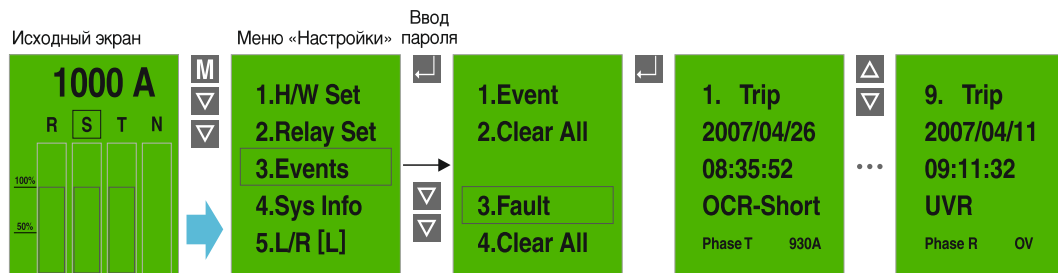 Исходный экран
Меню «Настройки»
Ввод
пароля
1000 A
R S T N
100%
50%
M
1.H/W Set
2.Relay Set
3.Events
4.Sys Info
5.L/R [L]
1.Event
2.Clear All
3.Fault
4.Clear All
1. Trip
2007/04/26
08:35:52
OCR-Short
Phase T 930A
9. Trip
2007/04/11
09:11:32
UVR
Phase R 0V